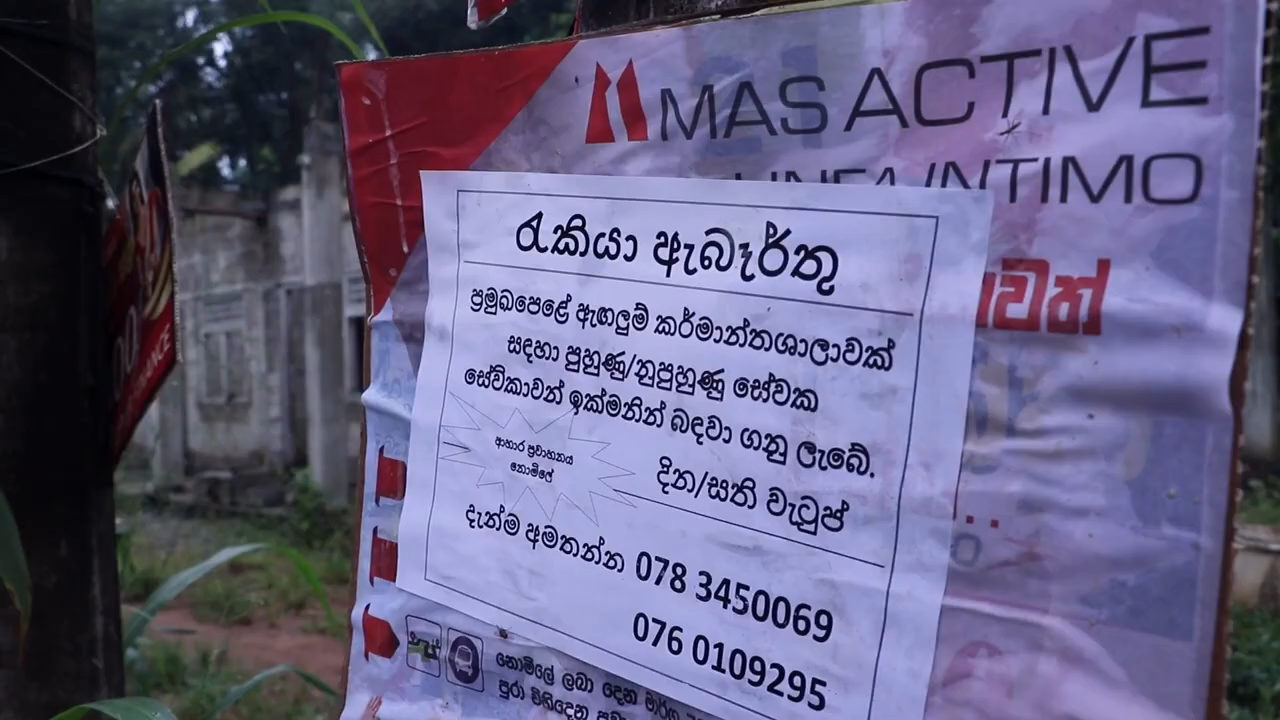 MAS ACTIVE
LINEA INTIMO
රැකියා ඇබෑර්තු
ප්‍රමුඛපෙළේ ඇඟලුම් කර්මාන්තශාලාවක්
සඳහා පුහුණු/නුපුහුණු සේවක
සේවිකාවන් ඉක්මනින් බඳවා ගනු ලැබේ.
ආහාර ප්‍රවාහනය
නොමිලේ
දින/සති වැටුප්
දැන්ම අමතන්න 078 3450069
076 0109295
නොමිලේ ලබා දෙන මාර්ග
පුරා විහිදෙන